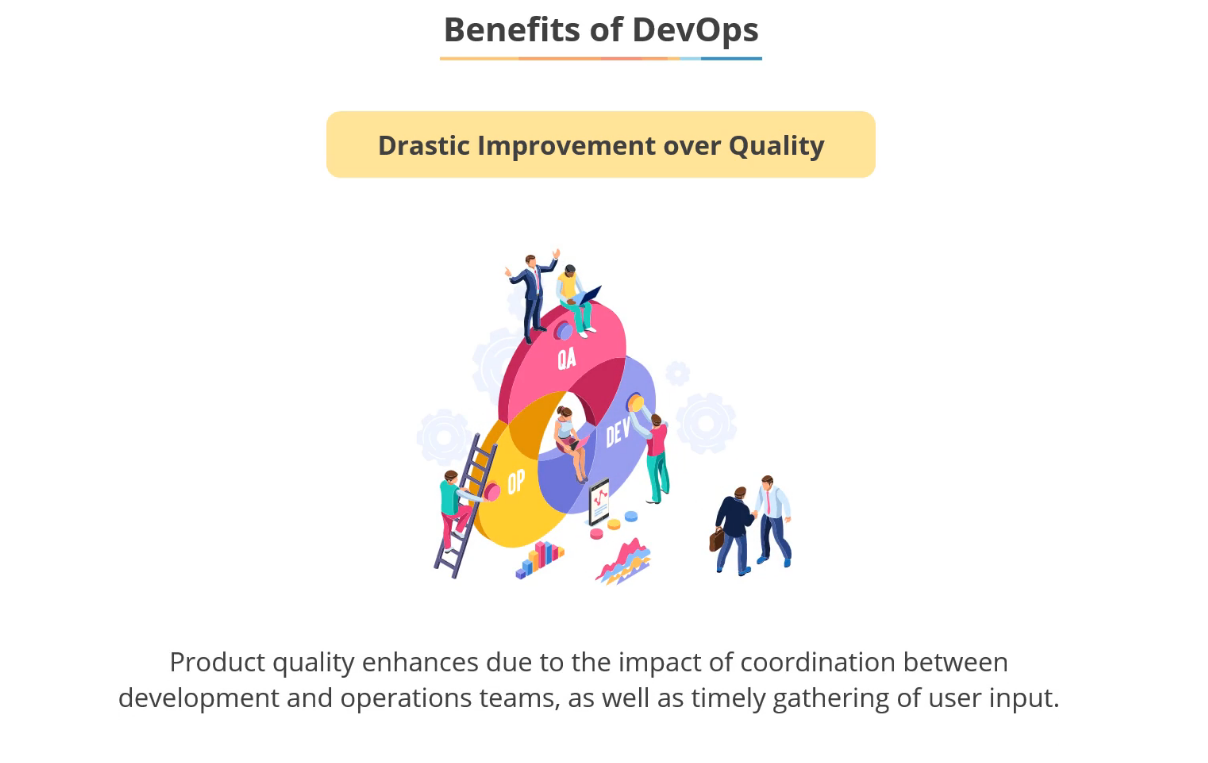 Benefits of DevOps
Drastic Improvement over Quality
QA
DEV
OP
Product quality enhances due to the impact of coordination between
development and operations teams, as well as timely gathering of user input.